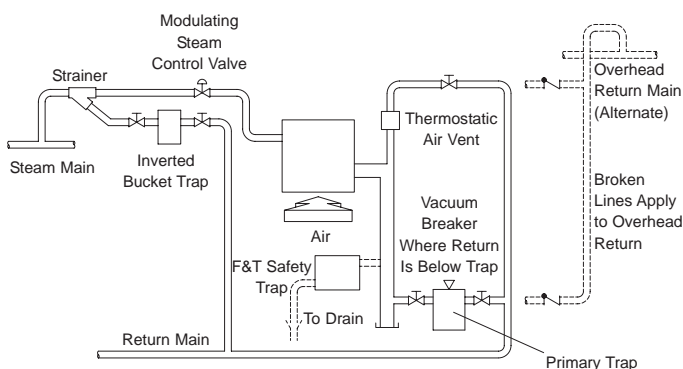 Modulating
Steam
Control Valve
Strainer
Overhead
Return Main
(Alternate)
Thermostatic
Air Vent
Steam Main
Inverted
Bucket Trap
Broken
Lines Apply
to Overhead
Return
Vacuum
Breaker
Where Return
Is Below Trap
Air
F&T Safety
Trap
To Drain
Return Main
Primary Trap